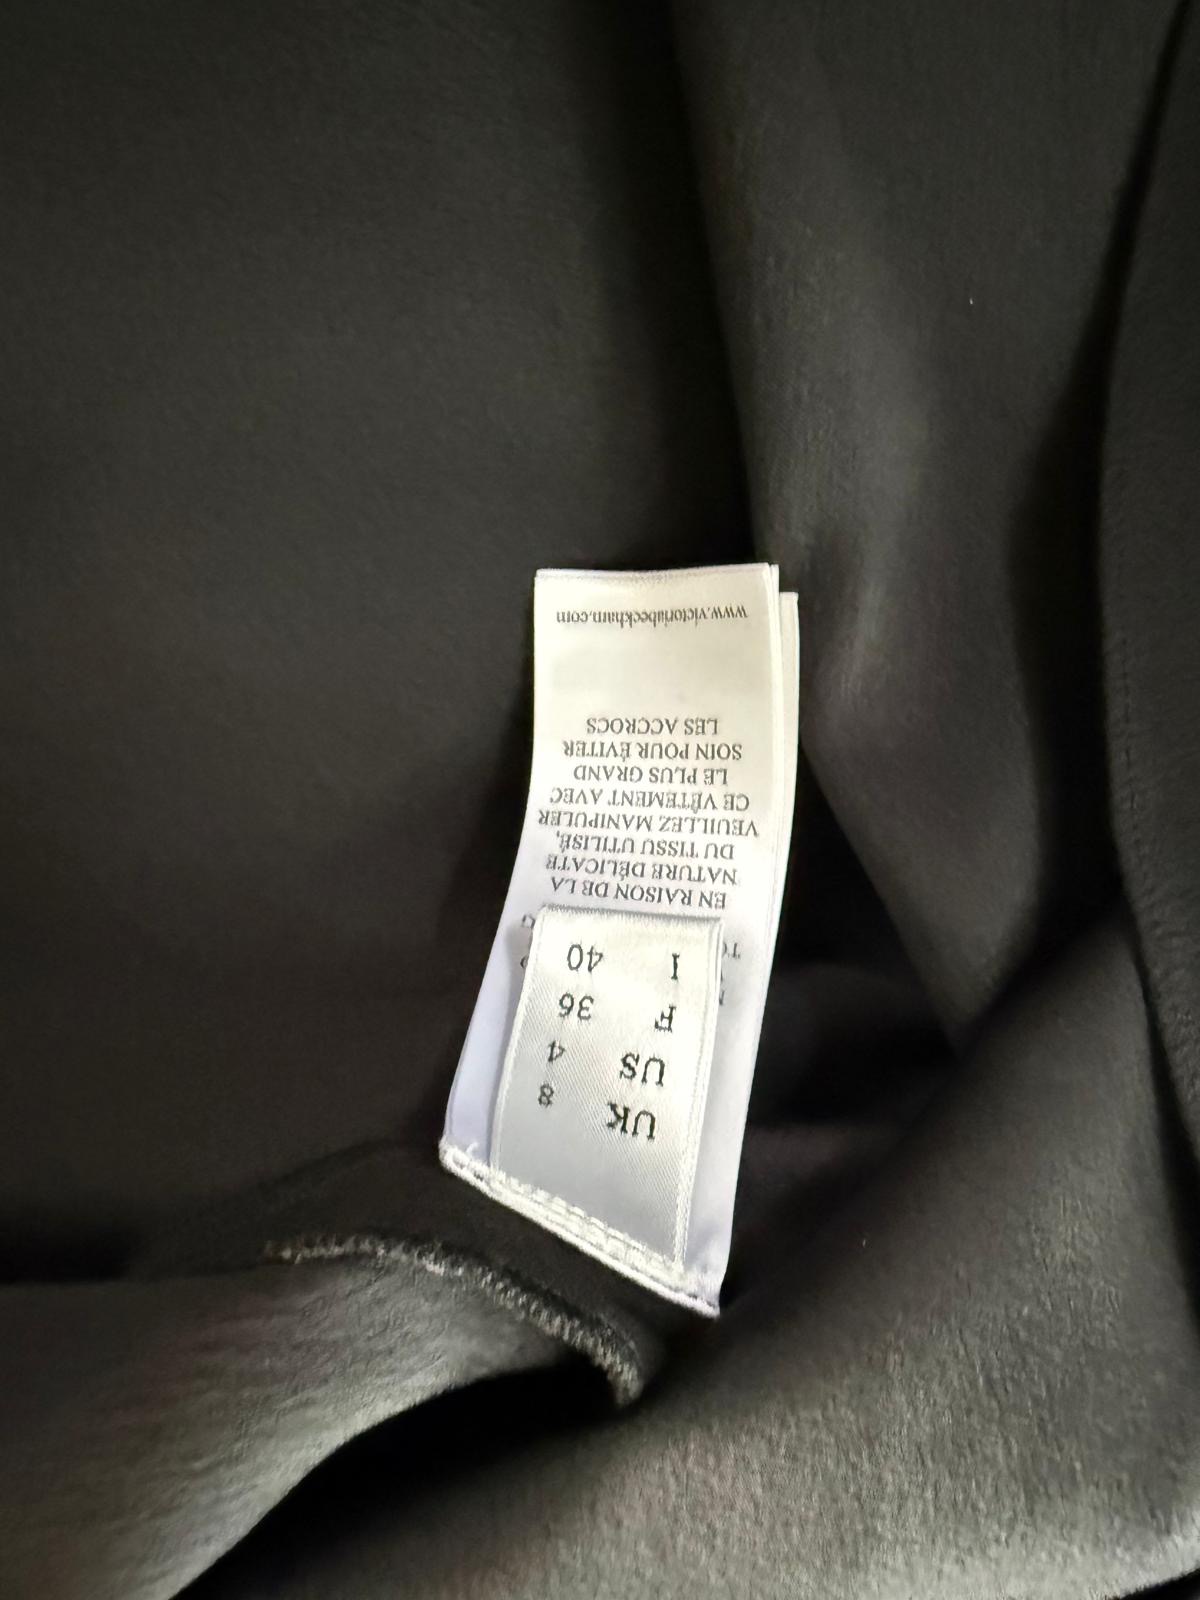 UK 8
US 4
F 36
I 40
EN RAISON DE LA
NATURE DÉLICATE
DU TISSU UTILISÉ,
VEUILLEZ MANIPULER
CE VÊTEMENT AVEC
LE PLUS GRAND
SOIN POUR ÉVITER
LES ACCROCS
www.victoriabeckham.com